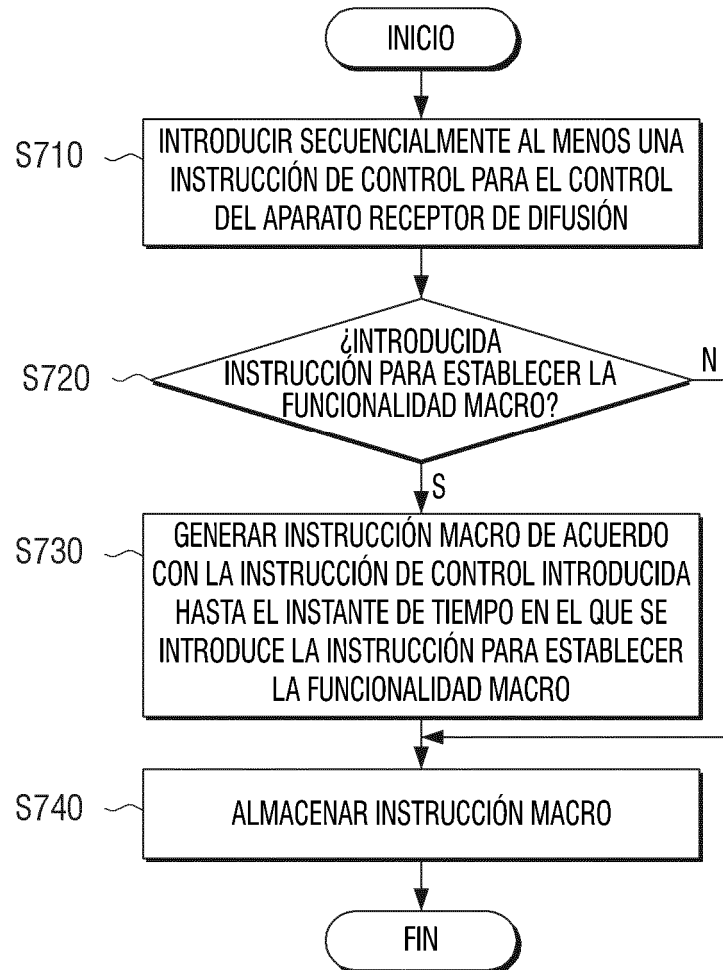 INICIO
S710
INTRODUCIR SECUENCIALMENTE AL MENOS UNA
INSTRUCCIÓN DE CONTROL PARA EL CONTROL
DEL APARATO RECEPTOR DE DIFUSIÓN
S720
¿INTRODUCIDA
INSTRUCCIÓN PARA ESTABLECER LA
FUNCIONALIDAD MACRO?
N
S
S730
GENERAR INSTRUCCIÓN MACRO DE ACUERDO
CON LA INSTRUCCIÓN DE CONTROL INTRODUCIDA
HASTA EL INSTANTE DE TIEMPO EN EL QUE SE
INTRODUCE LA INSTRUCCIÓN PARA ESTABLECER
LA FUNCIONALIDAD MACRO
S740
ALMACENAR INSTRUCCIÓN MACRO
FIN